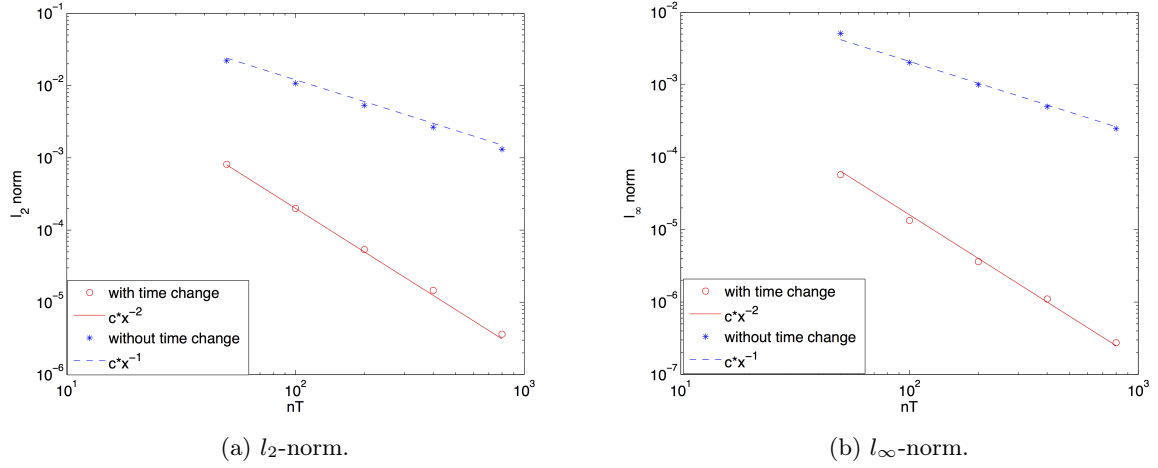 10^{-1}
10^{-2}
10^{-3}
10^{-4}
10^{-5}
10^{-6}
l_2 norm
with time change
c*x^{-2}
without time change
c*x^{-1}
10^1
10^2
10^3
nT
(a) l_2-norm.
10^{-2}
10^{-3}
10^{-4}
10^{-5}
10^{-6}
10^{-7}
l_∞ norm
with time change
c*x^{-2}
without time change
c*x^{-1}
10^1
10^2
10^3
nT
(b) l_∞-norm.